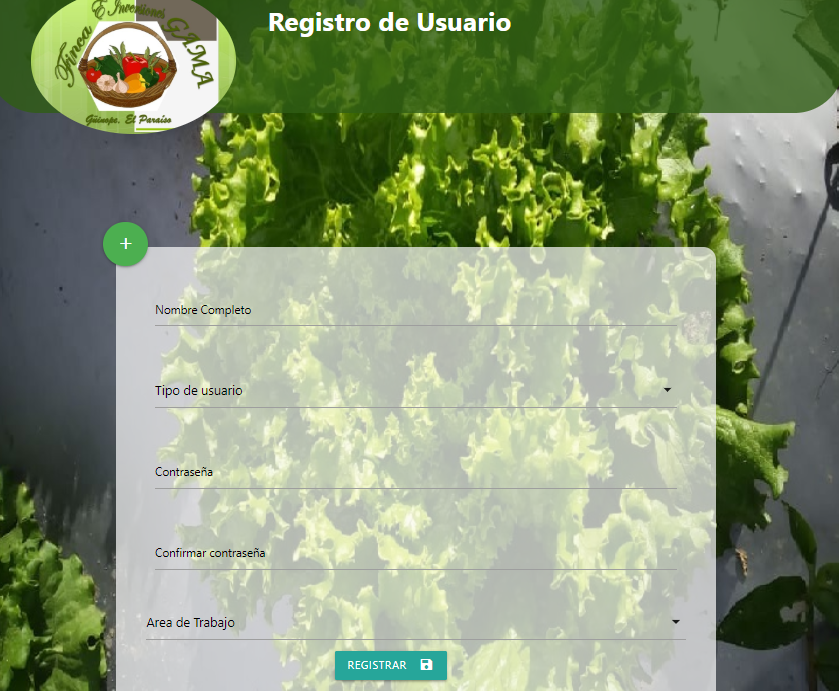 Finca E Inversiones GAMA
Güinope, El Paraíso
Registro de Usuario
+
Nombre Completo
Tipo de usuario
Contraseña
Confirmar contraseña
Area de Trabajo
REGISTRAR